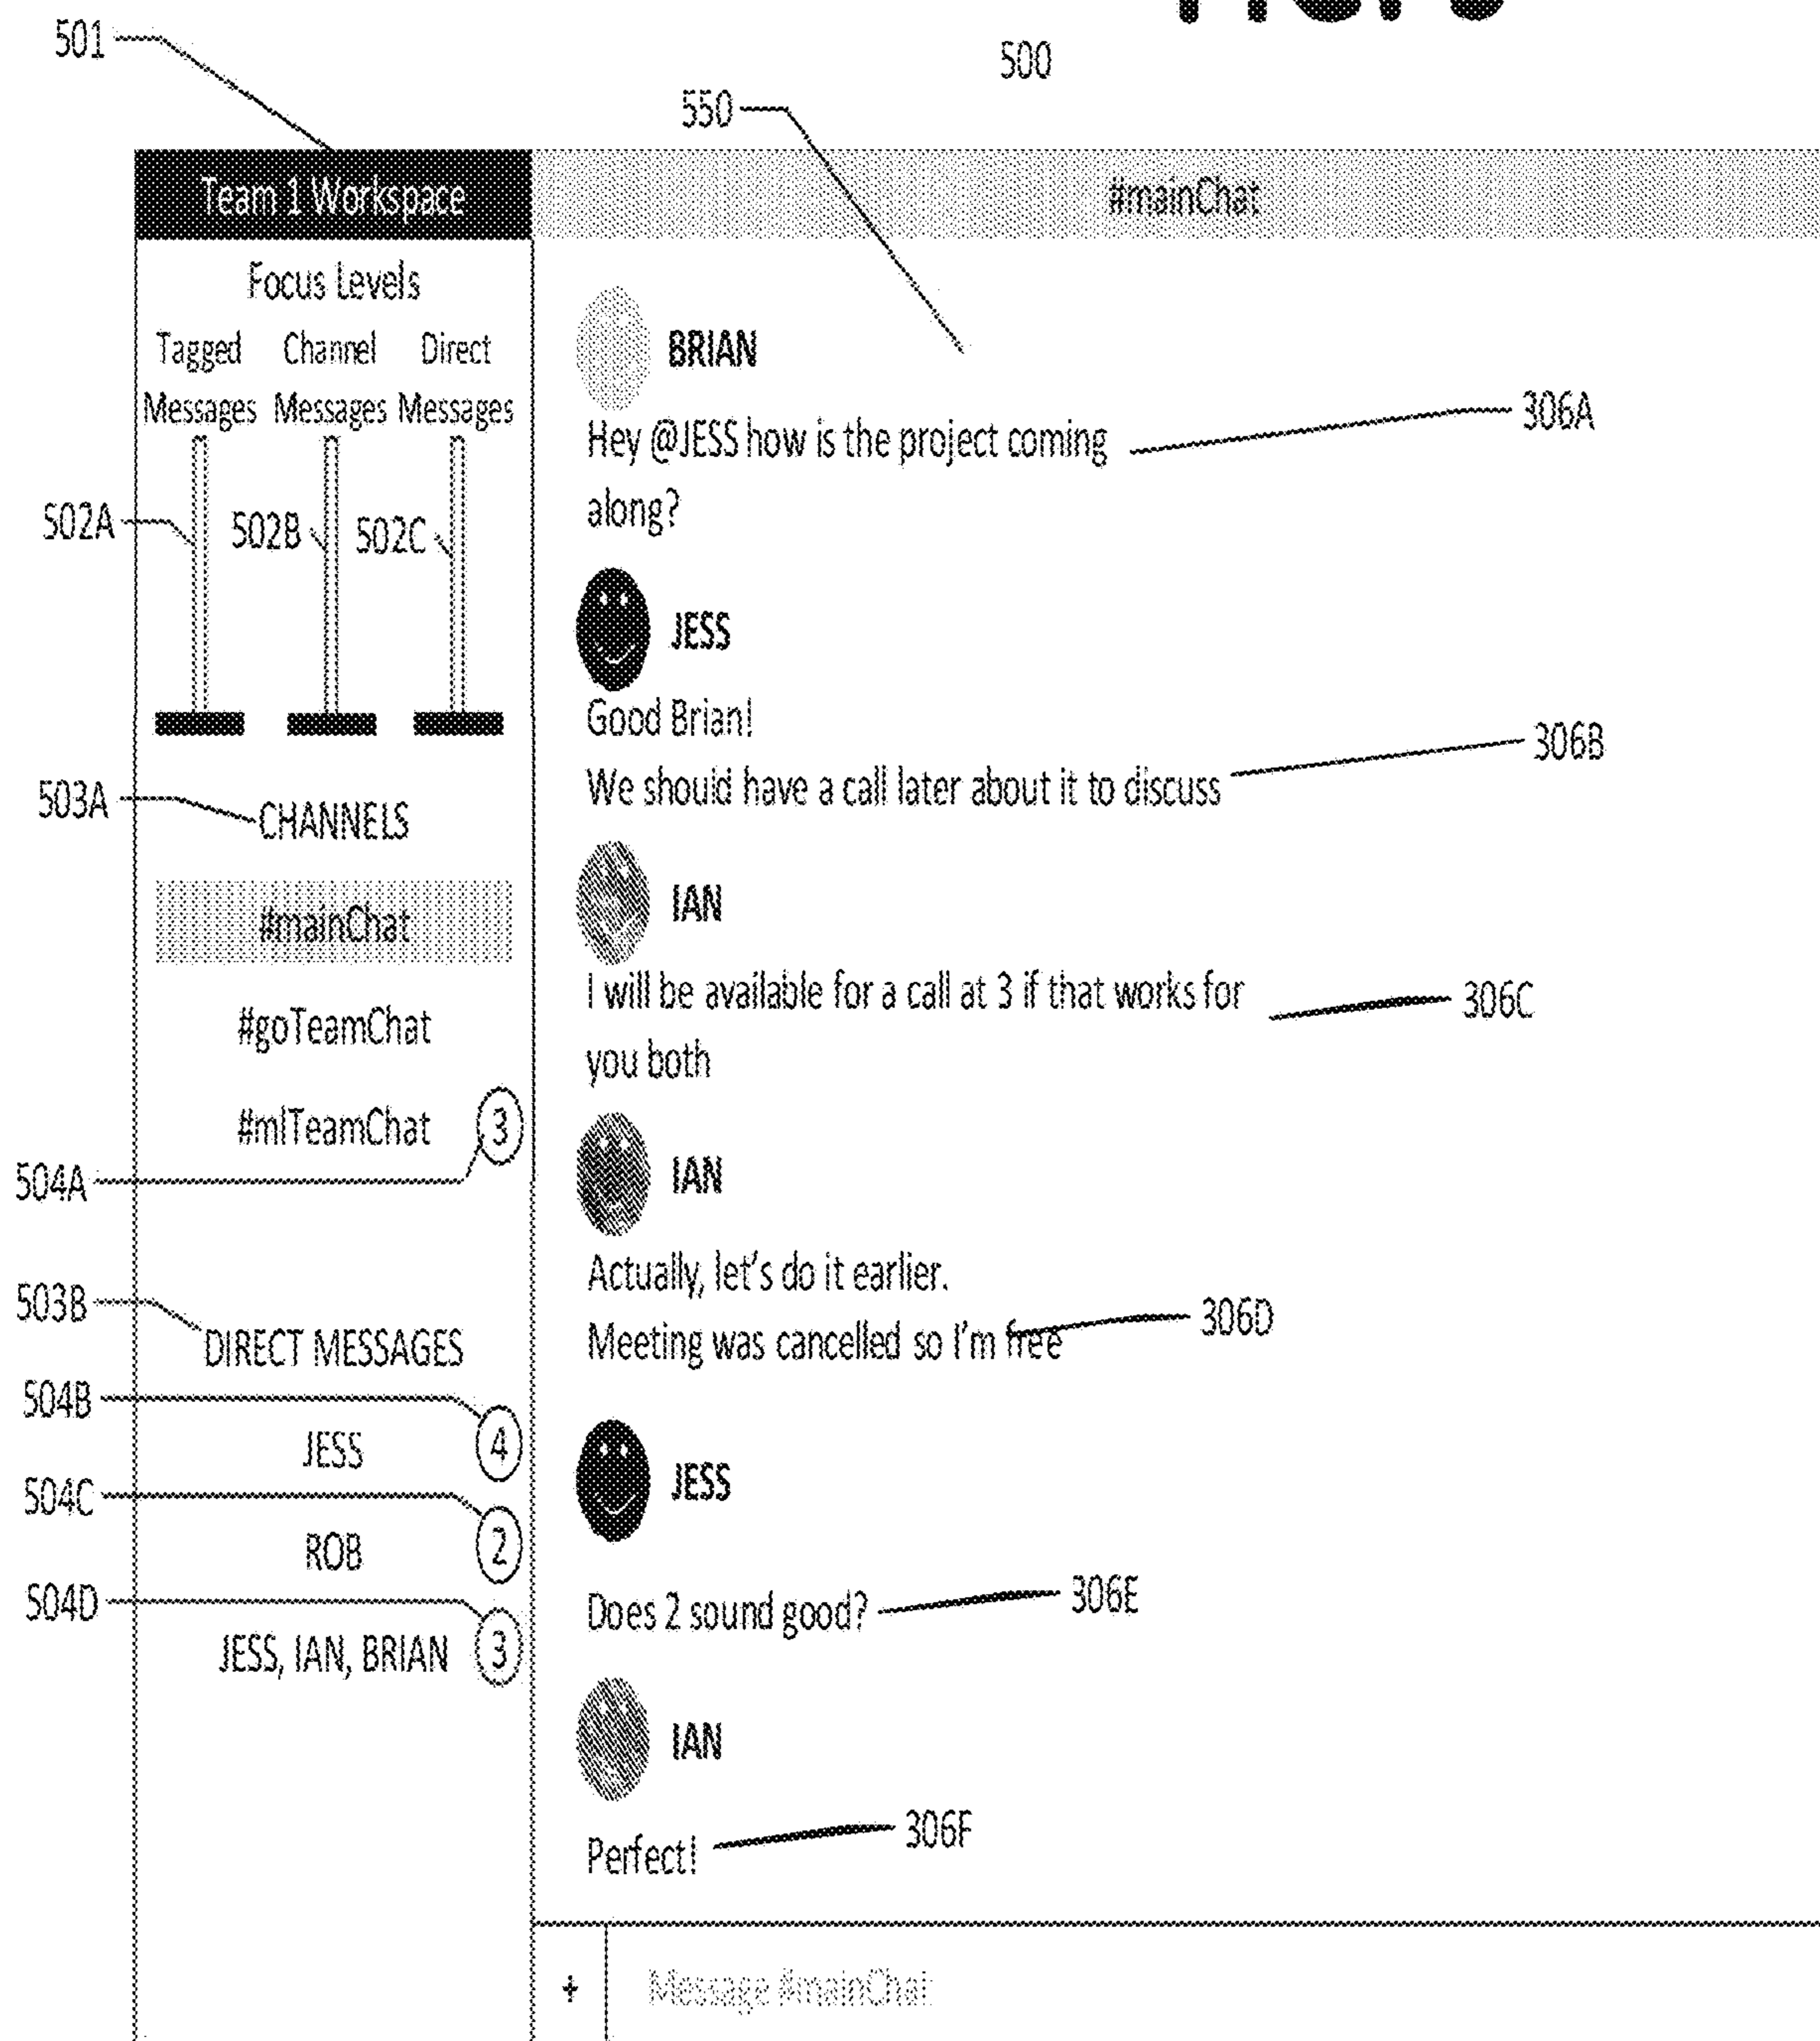 500
501
550
Team 1 Workspace
#mainChat
Focus Levels
Tagged Channel Direct
Messages Messages Messages
502A 502B 502C
503A
CHANNELS
#mainChat
#goTeamChat
#mlTeamChat 3
504A
503B
DIRECT MESSAGES
504B
JESS 4
504C
ROB 2
504D
JESS, IAN, BRIAN 3
BRIAN
Hey @JESS how is the project coming
along?
306A
JESS
Good Brian!
We should have a call later about it to discuss
306B
IAN
I will be available for a call at 3 if that works for
you both
306C
IAN
Actually, let's do it earlier.
Meeting was cancelled so I'm free
306D
JESS
Does 2 sound good?
306E
IAN
Perfect!
306F
+ Message #mainChat